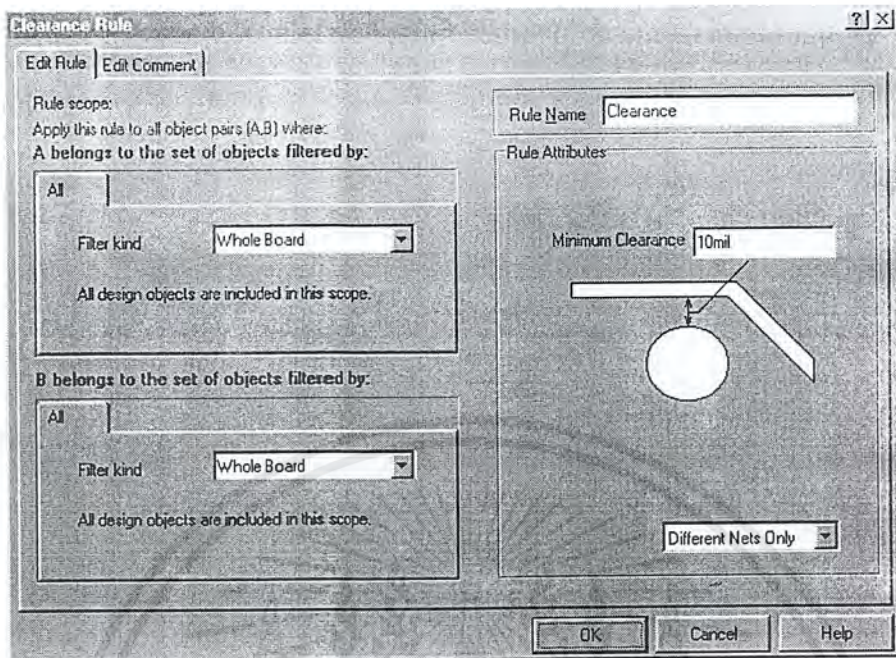 Clearance Rule
Edit Rule
Edit Comment
Rule scope:
Apply this rule to all object pairs (A,B) where:
A belongs to the set of objects filtered by:
All
Filter kind
Whole Board
All design objects are included in this scope.
B belongs to the set of objects filtered by:
All
Filter kind
Whole Board
All design objects are included in this scope.
Rule Name
Clearance
Rule Attributes
Minimum Clearance
10mil
Different Nets Only
OK
Cancel
Help